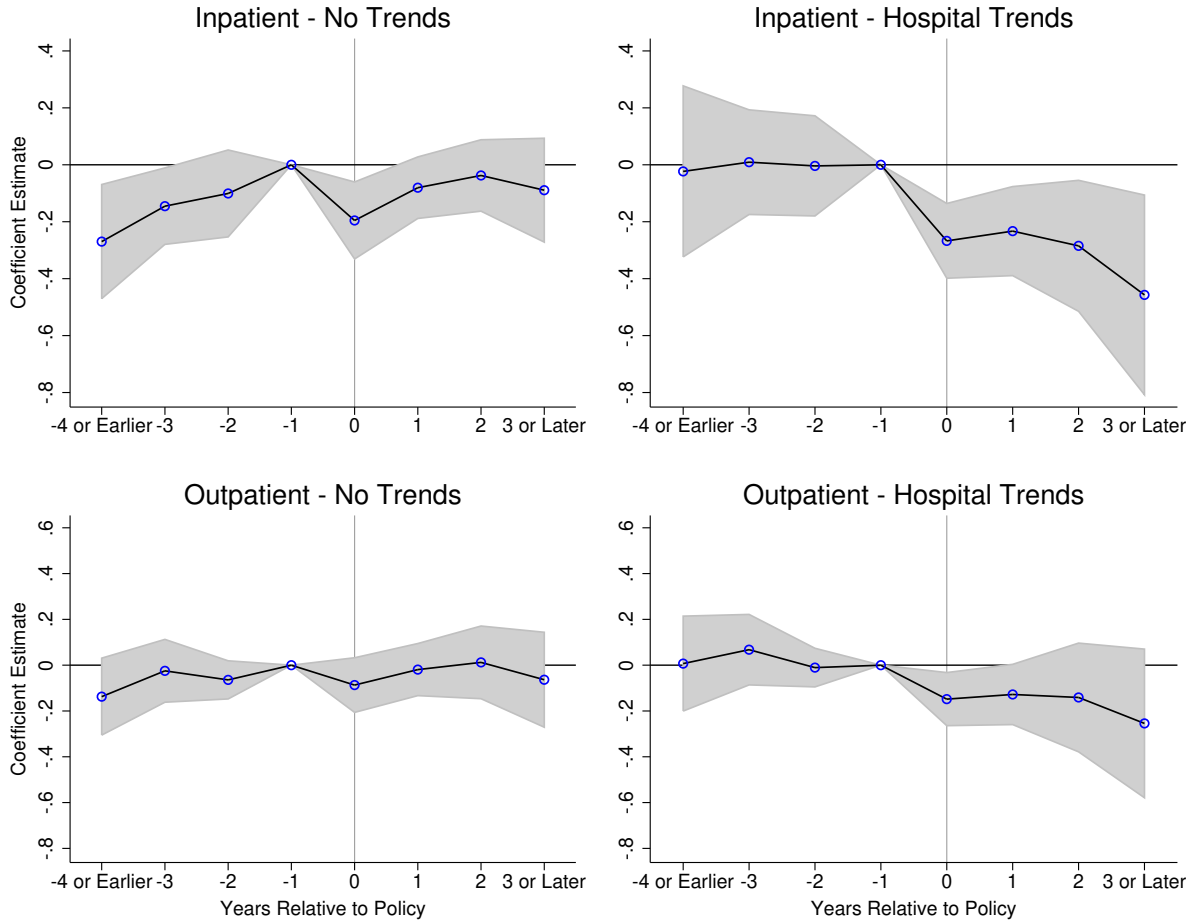 Inpatient - No Trends
Coefficient Estimate
.4
.2
0
-.2
-.4
-.6
-.8
-4 or Earlier -3 -2 -1 0 1 2 3 or Later
Inpatient - Hospital Trends
.4
.2
0
-.2
-.4
-.6
-.8
-4 or Earlier -3 -2 -1 0 1 2 3 or Later
Outpatient - No Trends
Coefficient Estimate
.6
.4
.2
0
-.2
-.4
-.6
-.8
-4 or Earlier -3 -2 -1 0 1 2 3 or Later
Years Relative to Policy
Outpatient - Hospital Trends
.6
.4
.2
0
-.2
-.4
-.6
-.8
-4 or Earlier -3 -2 -1 0 1 2 3 or Later
Years Relative to Policy